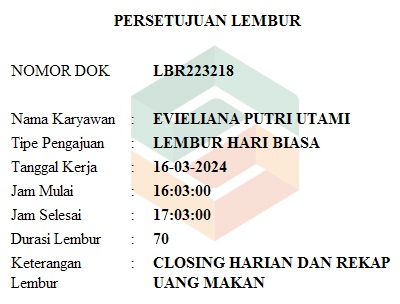 PERSETUJUAN LEMBUR
NOMOR DOK LBR223218
Nama Karyawan : EVIELIANA PUTRI UTAMI
Tipe Pengajuan : LEMBUR HARI BIASA
Tanggal Kerja : 16-03-2024
Jam Mulai : 16:03:00
Jam Selesai : 17:03:00
Durasi Lembur : 70
Keterangan : CLOSING HARIAN DAN REKAP
Lembur UANG MAKAN